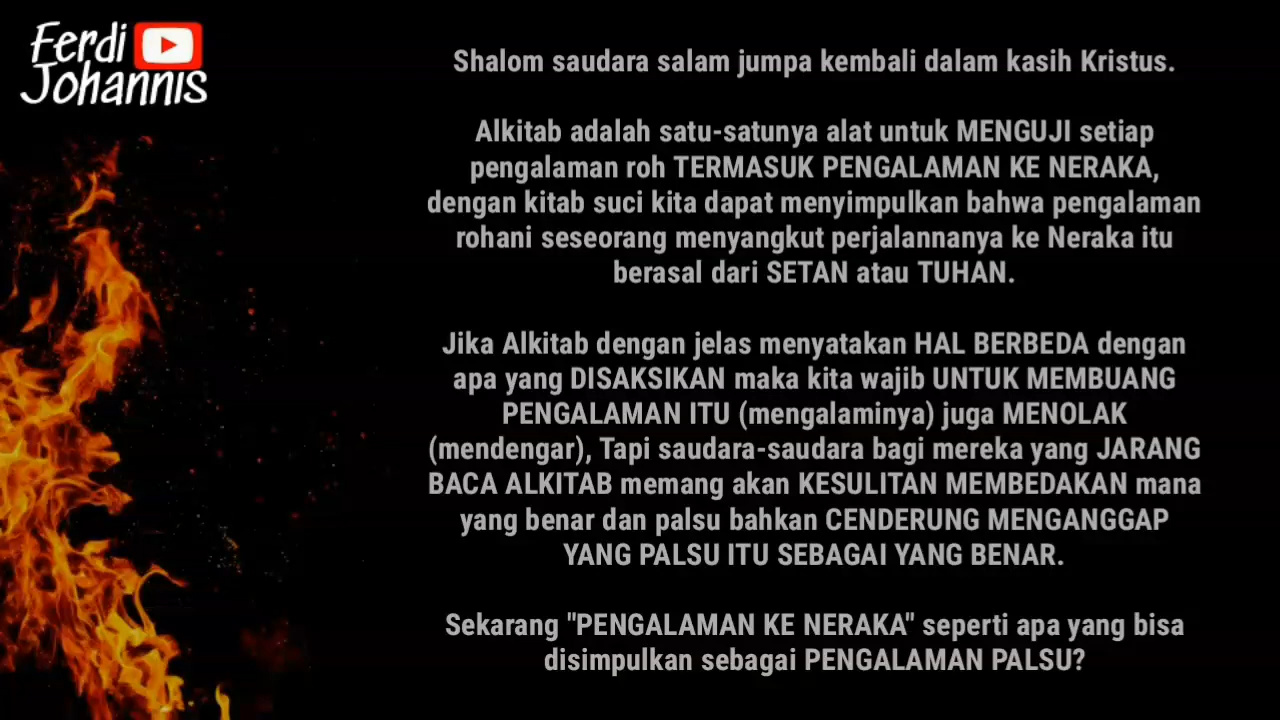 Ferdi
Johannis
Shalom saudara salam jumpa kembali dalam kasih Kristus.
Alkitab adalah satu-satunya alat untuk MENGUJI setiap
pengalaman roh TERMASUK PENGALAMAN KE NERAKA,
dengan kitab suci kita dapat menyimpulkan bahwa pengalaman
rohani seseorang menyangkut perjalannanya ke Neraka itu
berasal dari SETAN atau TUHAN.
Jika Alkitab dengan jelas menyatakan HAL BERBEDA dengan
apa yang DISAKSIKAN maka kita wajib UNTUK MEMBUANG
PENGALAMAN ITU (mengalaminya) juga MENOLAK
(mendengar), Tapi saudara-saudara bagi mereka yang JARANG
BACA ALKITAB memang akan KESULITAN MEMBEDAKAN mana
yang benar dan palsu bahkan CENDERUNG MENGANGGAP
YANG PALSU ITU SEBAGAI YANG BENAR.
Sekarang "PENGALAMAN KE NERAKA" seperti apa yang bisa
disimpulkan sebagai PENGALAMAN PALSU?